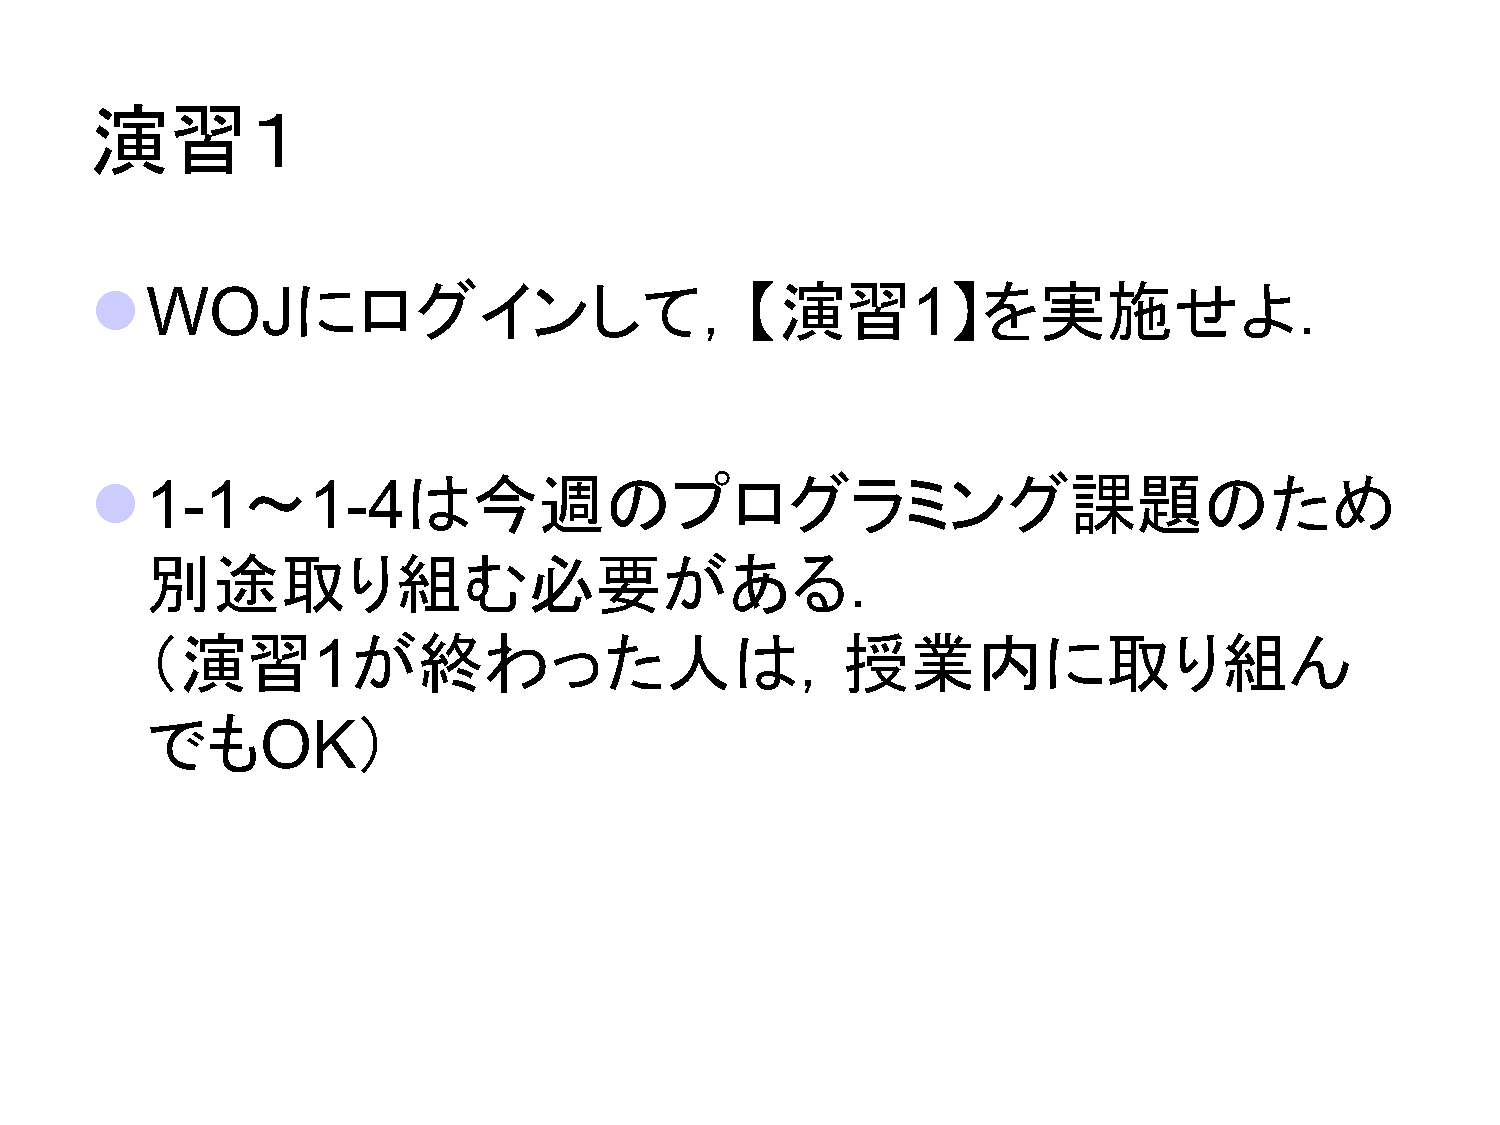 演習１
WOJにログインして，【演習1】を実施せよ．
1-1～1-4は今週のプログラミング課題のため
別途取り組む必要がある．
（演習1が終わった人は，授業内に取り組ん
でもOK）